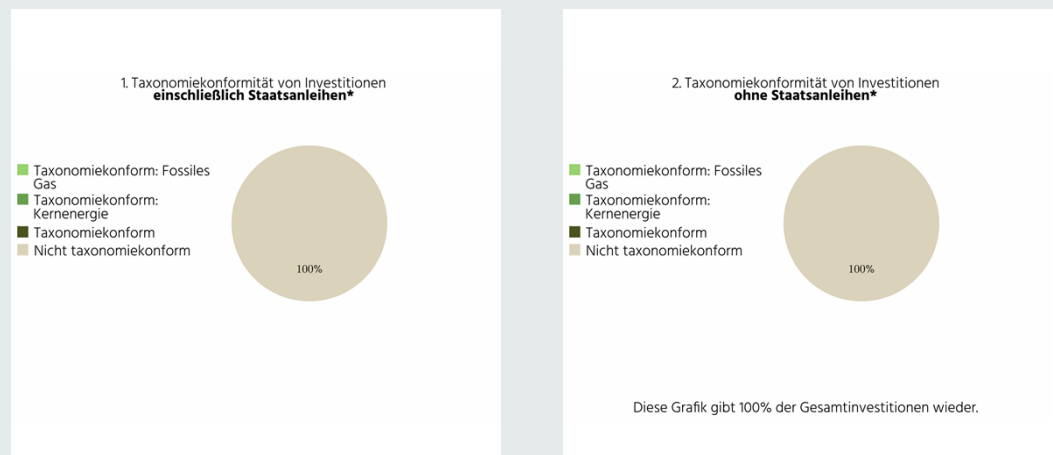 1. Taxonomiekonformität von Investitionen
einschließlich Staatsanleihen*
Taxonomiekonform: Fossiles
Gas
Taxonomiekonform:
Kernenergie
Taxonomiekonform
Nicht taxonomiekonform
100%
2. Taxonomiekonformität von Investitionen
ohne Staatsanleihen*
Taxonomiekonform: Fossiles
Gas
Taxonomiekonform:
Kernenergie
Taxonomiekonform
Nicht taxonomiekonform
100%
Diese Grafik gibt 100% der Gesamtinvestitionen wieder.